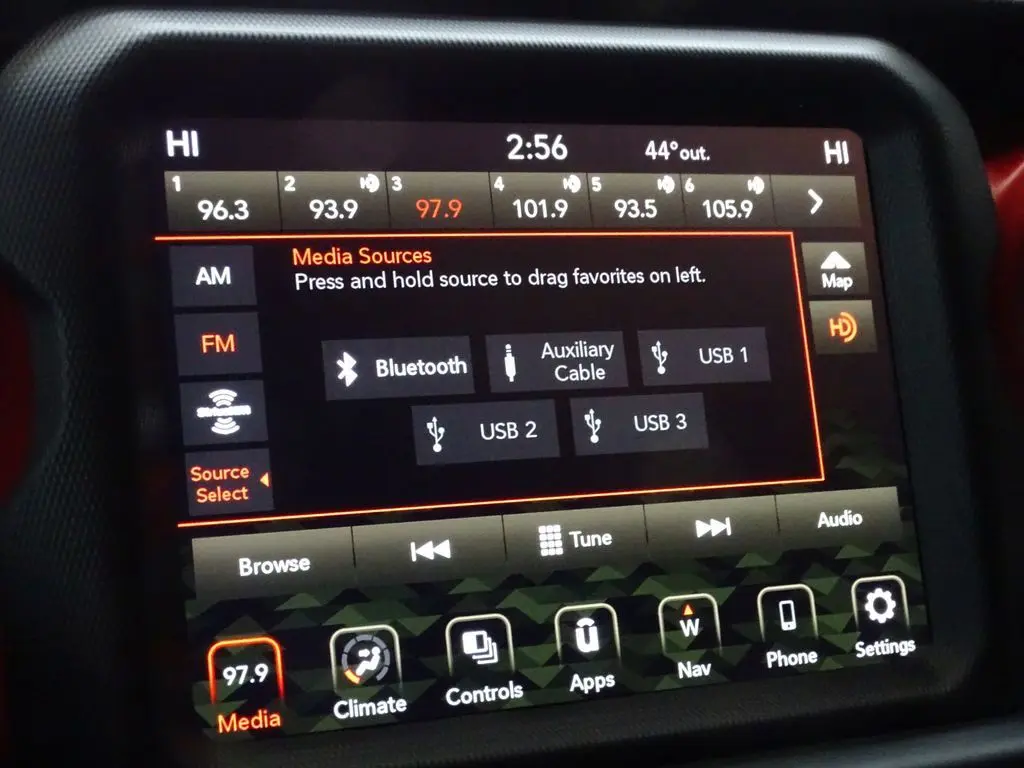 HI 2:56 44° out. HI
1 2 3 4 5 6
96.3 93.9 97.9 101.9 93.5 105.9
Media Sources
Press and hold source to drag favorites on left.
AM
Map
FM
HD
Bluetooth
Auxiliary
Cable
USB 1
SiriusXM
USB 2
USB 3
Source
Select
Browse
Tune
Audio
97.9
W
Media
Climate
Controls
Apps
Nav
Phone
Settings